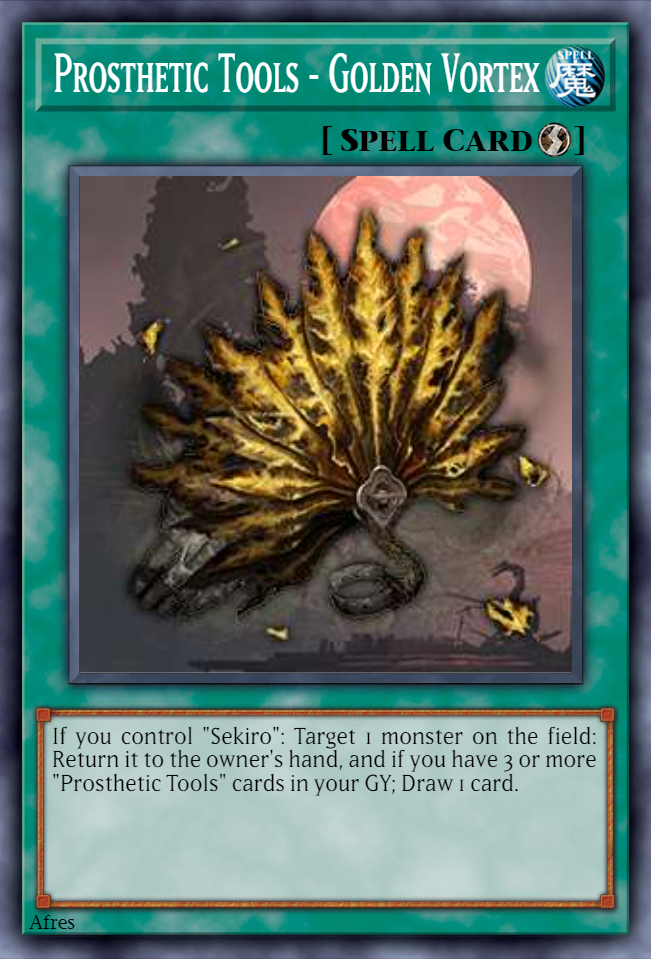 Prosthetic Tools - Golden Vortex
SPELL
魔
[ Spell Card ]
If you control "Sekiro": Target 1 monster on the field:
Return it to the owner's hand, and if you have 3 or more
"Prosthetic Tools" cards in your GY; Draw 1 card.
Afres